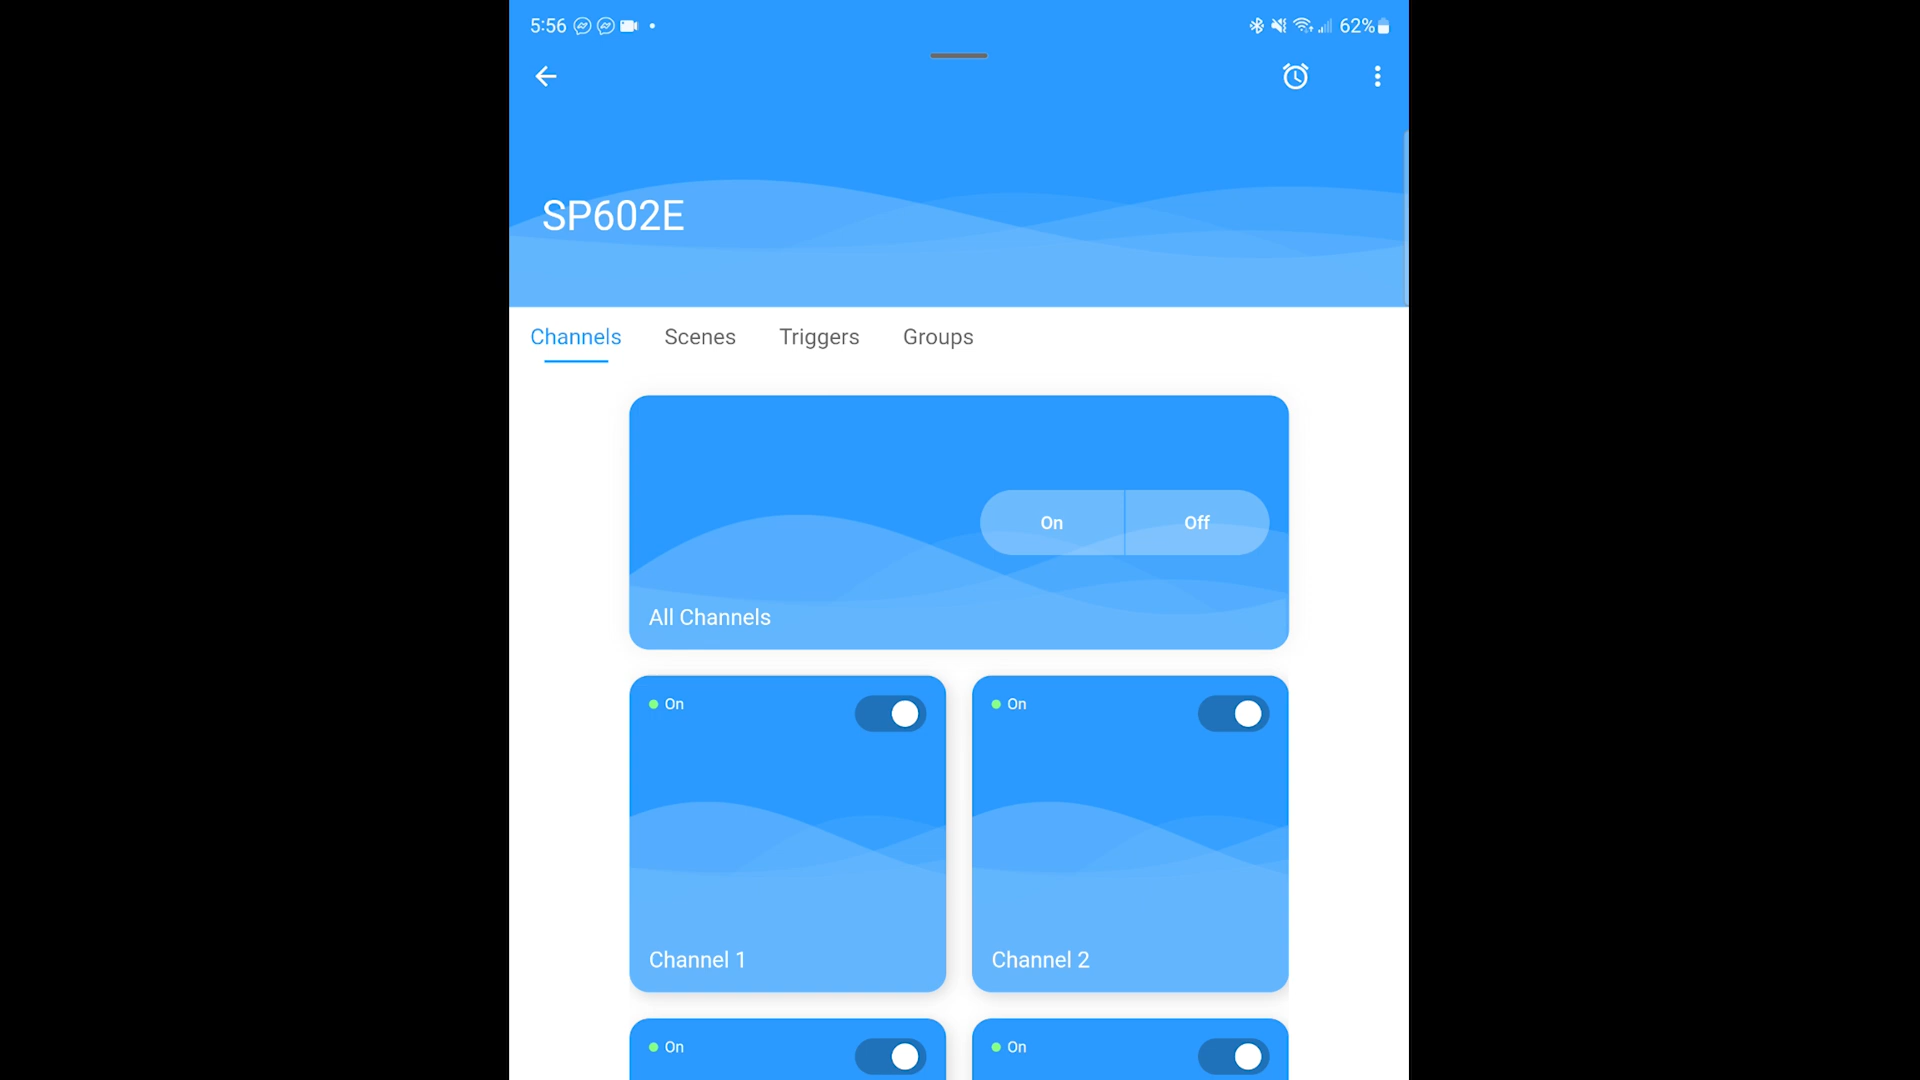 5:56
62%
SP602E
Channels Scenes Triggers Groups
On Off
All Channels
On
Channel 1
On
Channel 2
On
On